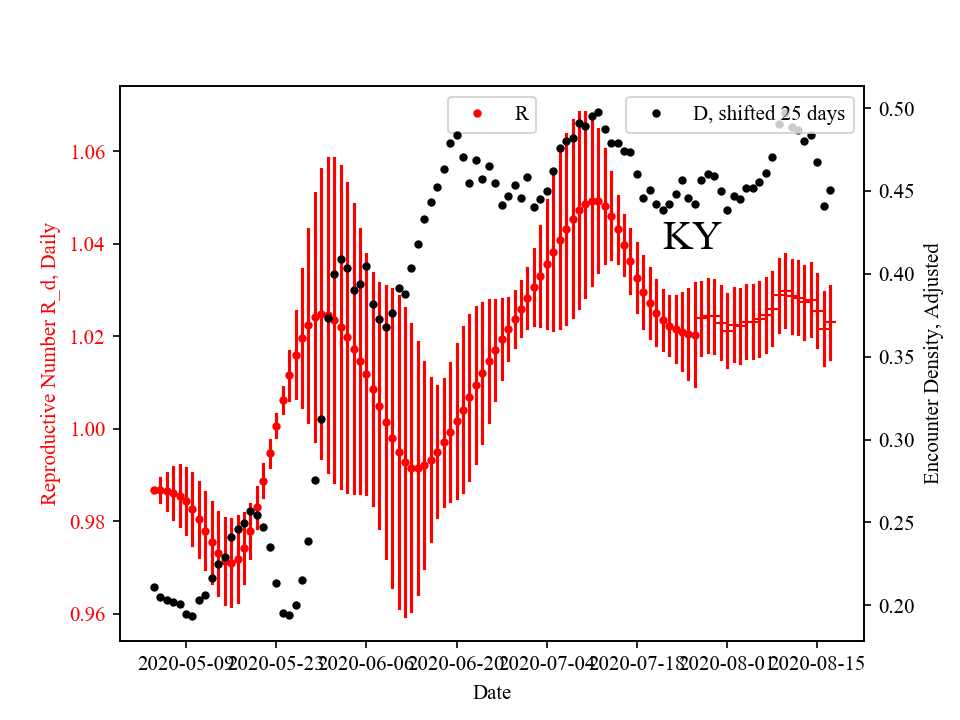 R
D, shifted 25 days
1.06
1.04
1.02
1.00
0.98
0.96
Reproductive Number R_d, Daily
KY
0.50
0.45
0.40
0.35
0.30
0.25
0.20
Encounter Density, Adjusted
2020-05-09 2020-05-23 2020-06-06 2020-06-20 2020-07-04 2020-07-18 2020-08-01 2020-08-15
Date